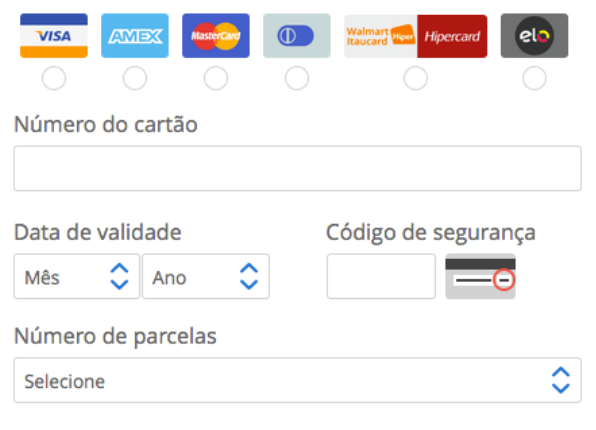 VISA AMEX MasterCard Walmart Itaucard Hiper Hipercard elo
Número do cartão
Data de validade Código de segurança
Mês Ano
Número de parcelas
Selecione